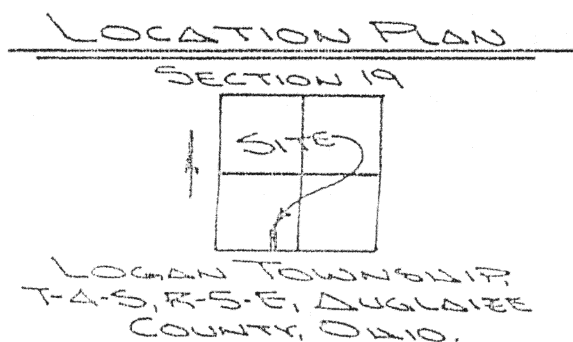 LOCATION PLAN
SECTION 19
SITE
LOGAN TOWNSHIP,
T-4-S, R-5-E, AUGLAIZE
COUNTY, OHIO.